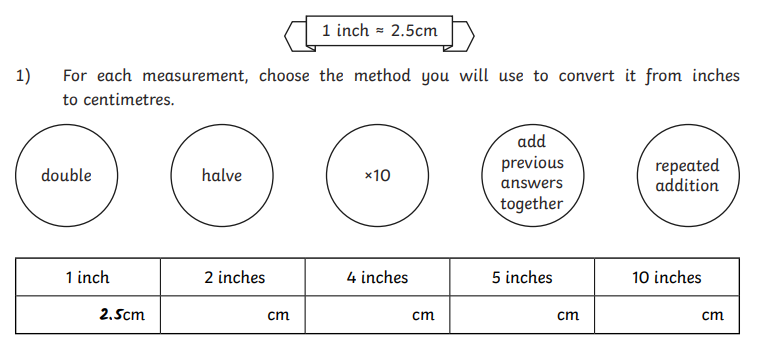 1 inch ≈ 2.5cm
1) For each measurement, choose the method you will use to convert it from inches
to centimetres.
double
halve
×10
add
previous
answers
together
repeated
addition
1 inch 2 inches 4 inches 5 inches 10 inches
2.5cm cm cm cm cm